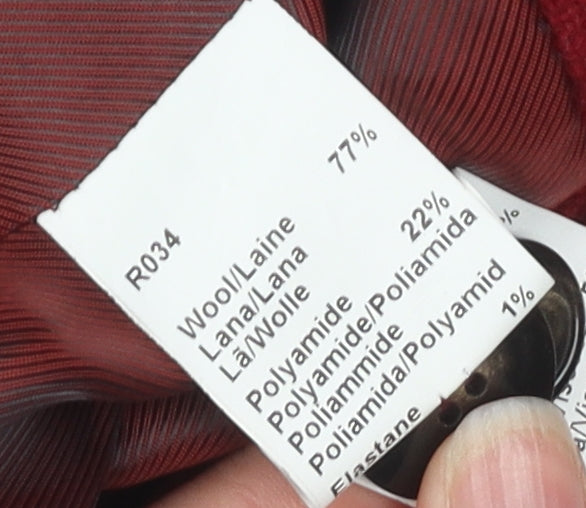 R034
Wool/Laine 77%
Lana/Lana
Lã/Wolle
Polyamide 22%
Polyamide/Poliamida
Poliammide
Poliamida/Polyamid
Elastane 1%
%